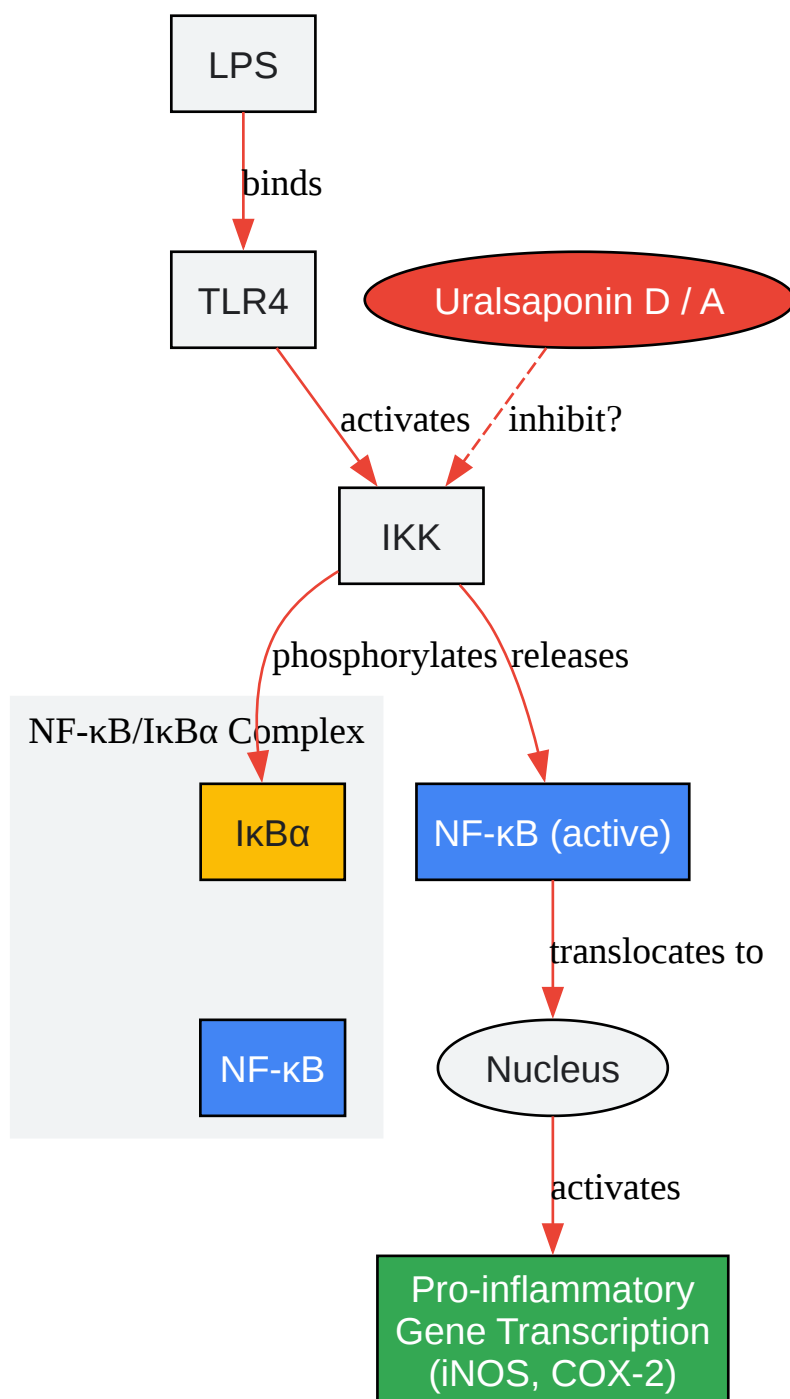 LPS
binds
TLR4
Uralsaponin D / A
activates
inhibit?
IKK
phosphorylates
releases
NF-κB/IκBα Complex
IκBα
NF-κB (active)
translocates to
NF-κB
Nucleus
activates
Pro-inflammatory
Gene Transcription
(iNOS, COX-2)